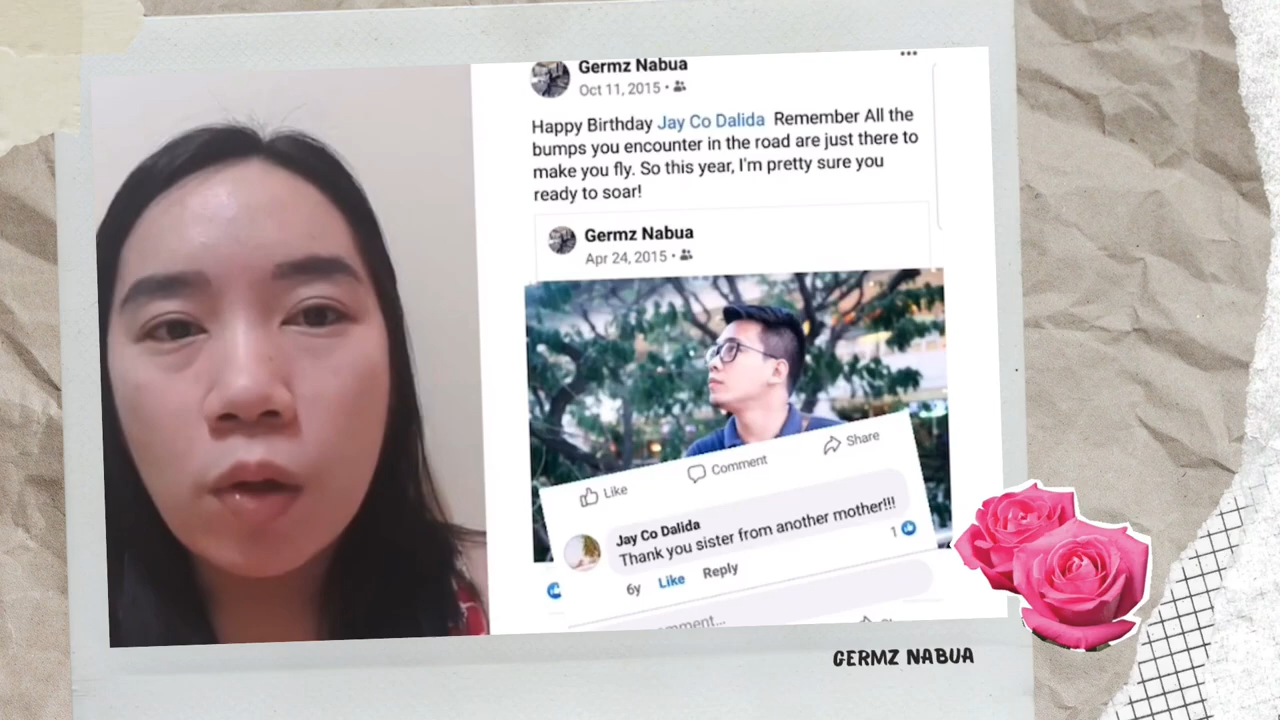 Germz Nabua
Oct 11, 2015 •
Happy Birthday Jay Co Dalida Remember All the
bumps you encounter in the road are just there to
make you fly. So this year, I'm pretty sure you
ready to soar!
Germz Nabua
Apr 24, 2015 •
Like
Comment
Share
Jay Co Dalida
Thank you sister from another mother!!!
1
6y Like Reply
GERMZ NABUA